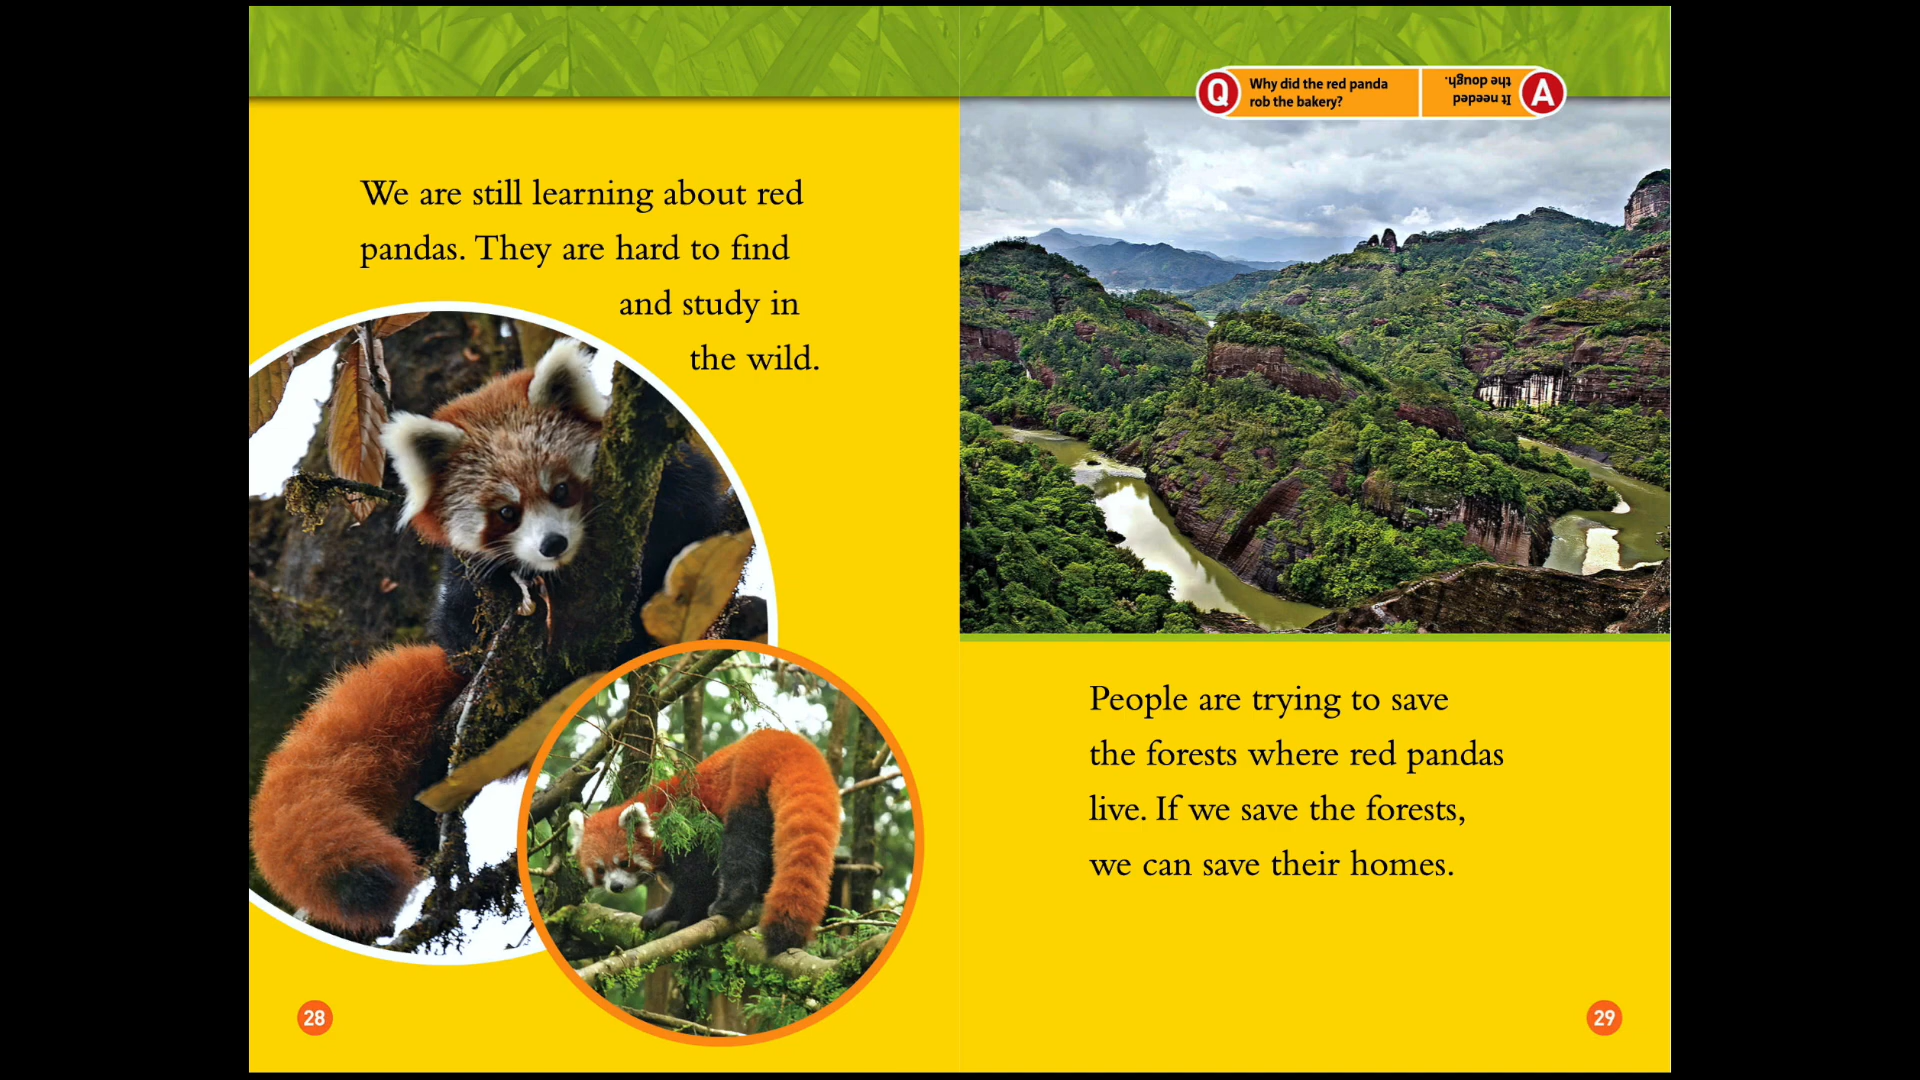 We are still learning about red
pandas. They are hard to find
and study in
the wild.
28
Q
Why did the red panda
rob the bakery?
A
It needed
the dough.
People are trying to save
the forests where red pandas
live. If we save the forests,
we can save their homes.
29